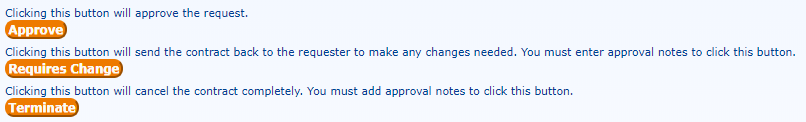 Clicking this button will approve the request.
Approve
Clicking this button will send the contract back to the requester to make any changes needed. You must enter approval notes to click this button.
Requires Change
Clicking this button will cancel the contract completely. You must add approval notes to click this button.
Terminate